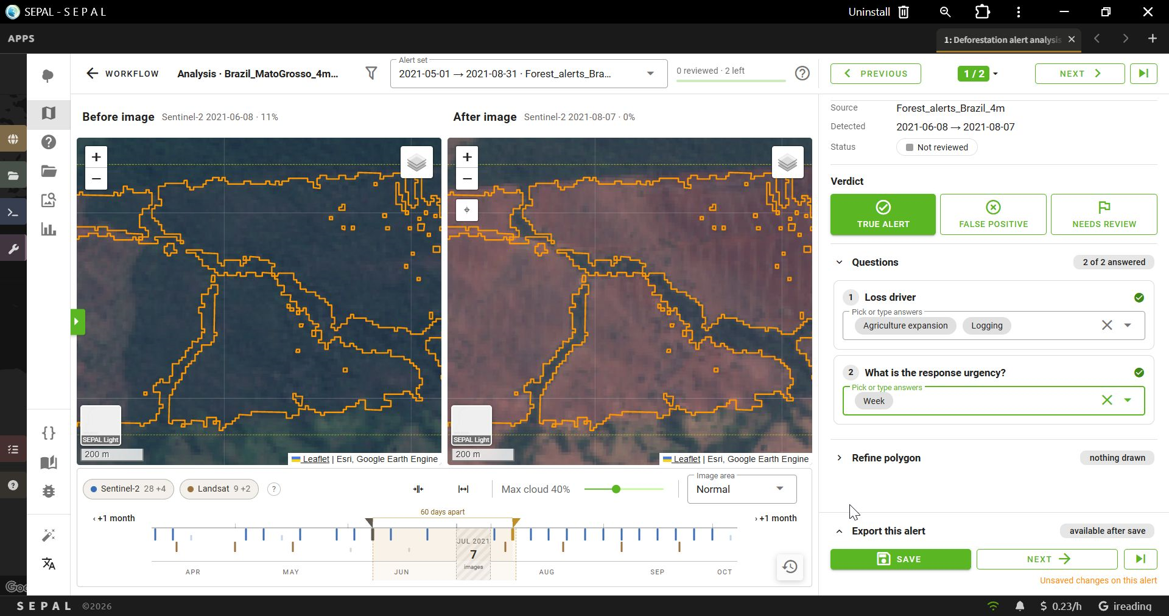 SEPAL - S E P A L
Uninstall
APPS
1: Deforestation alert analysis
WORKFLOW
Analysis · Brazil_MatoGrosso_4m...
Alert set
2021-05-01 → 2021-08-31 · Forest_alerts_Bra...
0 reviewed · 2 left
PREVIOUS
1 / 2
NEXT
Before image Sentinel-2 2021-06-08 · 11%
After image Sentinel-2 2021-08-07 · 0%
Source Forest_alerts_Brazil_4m
Detected 2021-06-08 → 2021-08-07
Status Not reviewed
Verdict
TRUE ALERT
FALSE POSITIVE
NEEDS REVIEW
Questions
2 of 2 answered
1 Loss driver
Pick or type answers
Agriculture expansion
Logging
2 What is the response urgency?
Pick or type answers
Week
Refine polygon
nothing drawn
Export this alert
available after save
SAVE
NEXT
Unsaved changes on this alert
SEPAL Light
200 m
Leaflet | Esri, Google Earth Engine
SEPAL Light
200 m
Leaflet | Esri, Google Earth Engine
Sentinel-2 28 +4
Landsat 9 +2
?
Max cloud 40%
Image area
Normal
‹ +1 month
60 days apart
› +1 month
JUL 2021
7
images
APR
MAY
JUN
AUG
SEP
OCT
Goo
S E P A L ©2026
$ 0.23/h
ireading